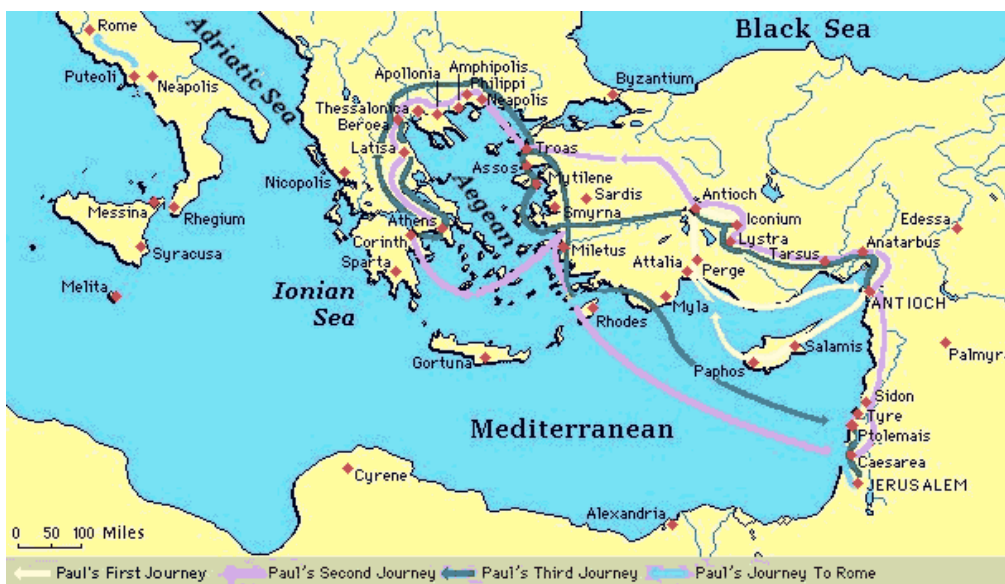 Black Sea
Rome
Adriatic Sea
Amphipolis
Apollonia
Philippi
Byzantium
Puteoli
Neapolis
Neapolis
Thessalonica
Beroea
Latisa
Troas
Assos
Mytilene
Nicopolis
Aegean
Sardis
Antioch
Messina
Rhegium
Smyrna
Iconium
Edessa
Athens
Lystra
Corinth
Miletus
Tarsus
Anatarbus
Syracusa
Sparta
Attalia
Perge
Melita
Ionian
Sea
Myla
ANTIOCH
Rhodes
Salamis
Gortuna
Paphos
Palmyra
Sidon
Mediterranean
Tyre
Ptolemais
Caesarea
Cyrene
JERUSALEM
Alexandria
0 50 100 Miles
Paul's First Journey Paul's Second Journey Paul's Third Journey Paul's Journey To Rome